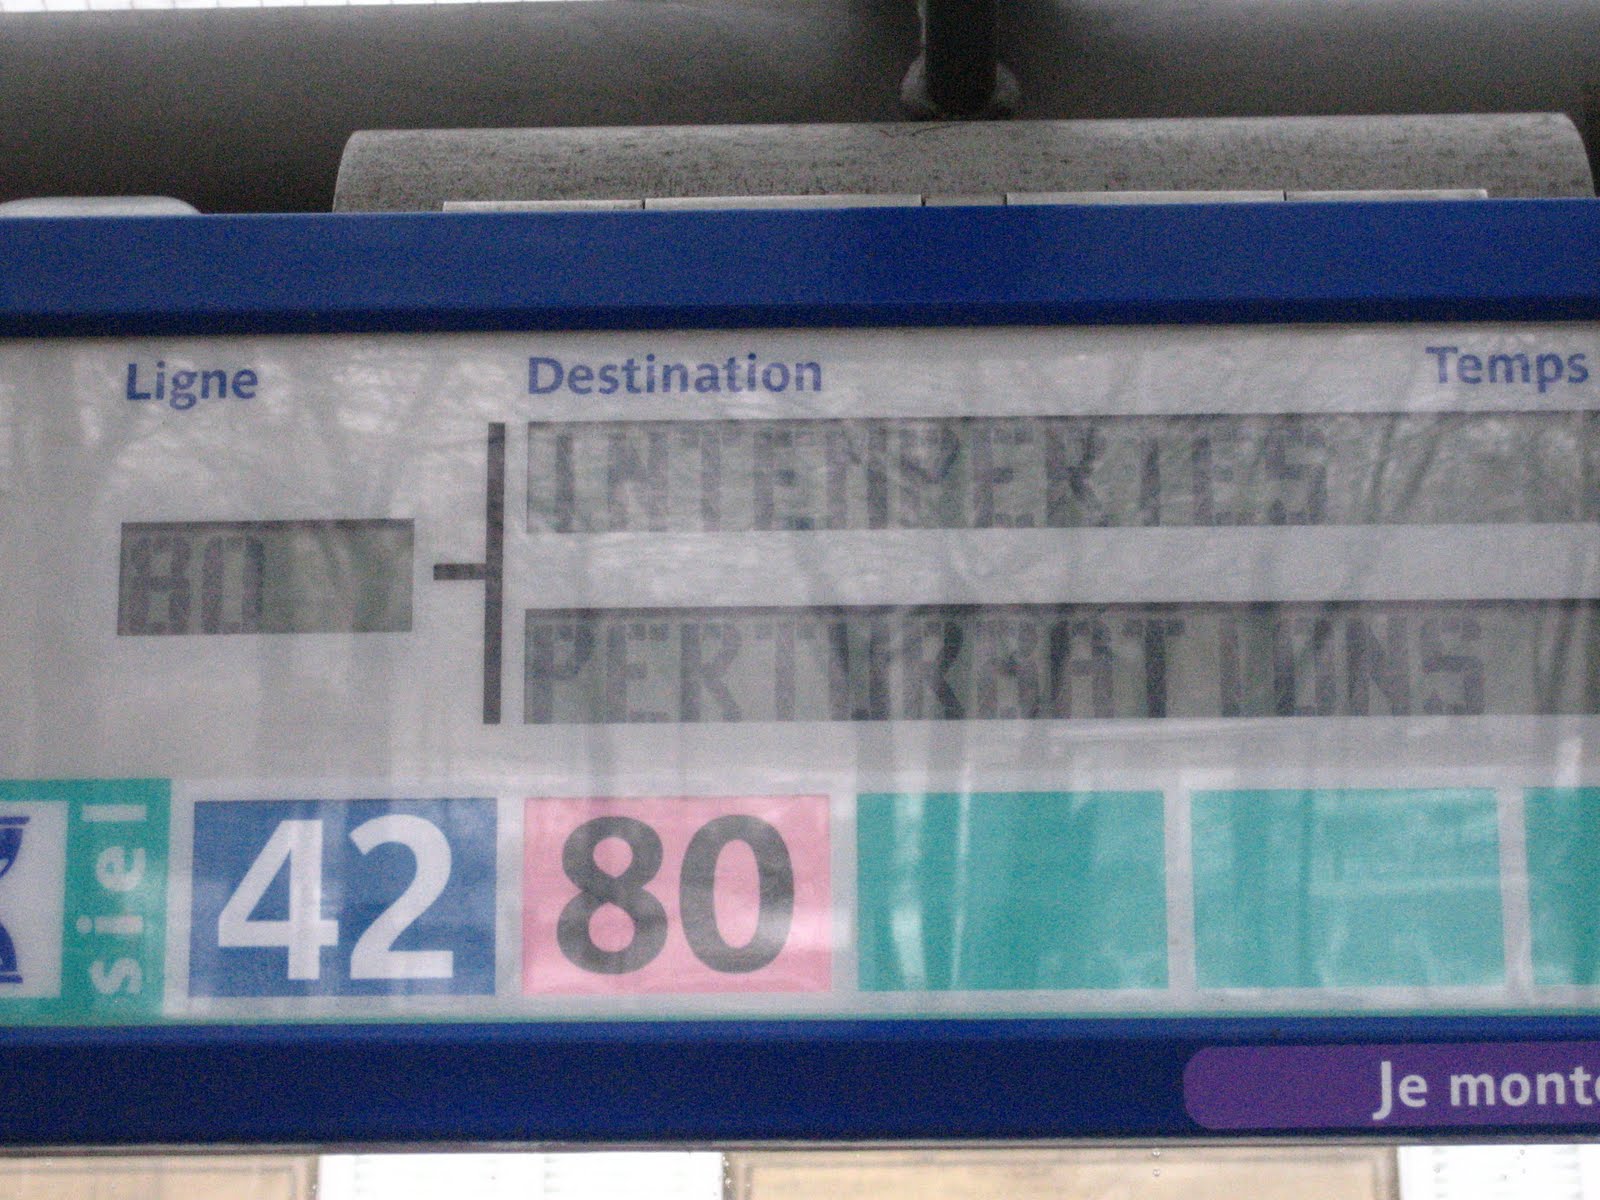 Ligne Destination Temps
INTEMPERIES
80
PERTURBATIONS
siel 42 80
Je monte